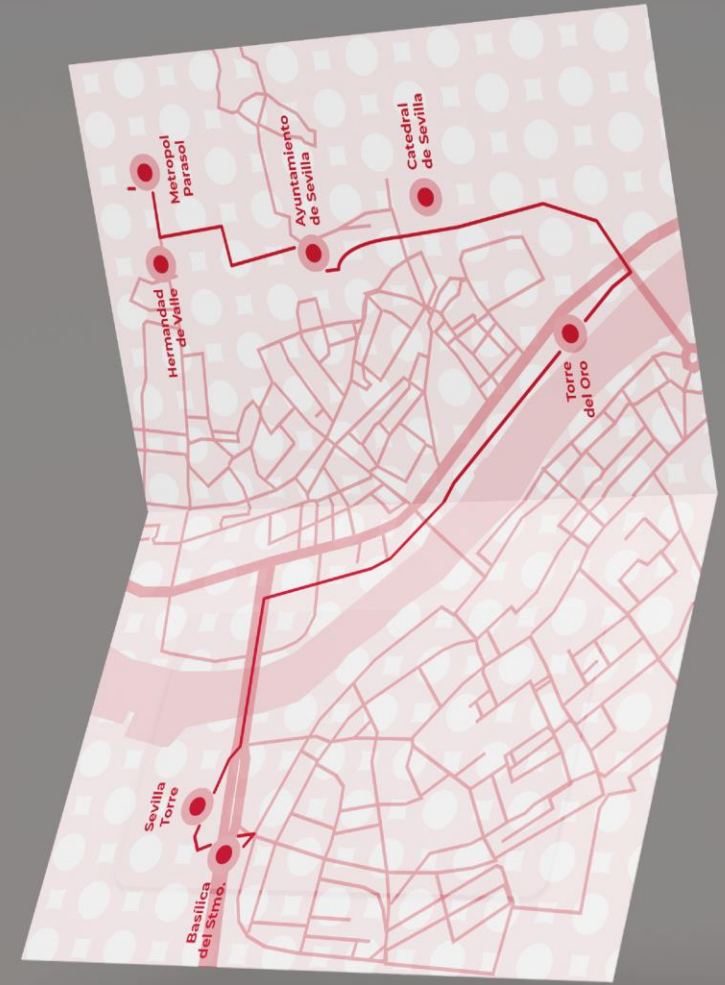 Metropol
Parasol
Hermandad
de Valle
Ayuntamiento
de Sevilla
Catedral
de Sevilla
Torre
del Oro
Sevilla
Torre
Basílica
del Stmo.